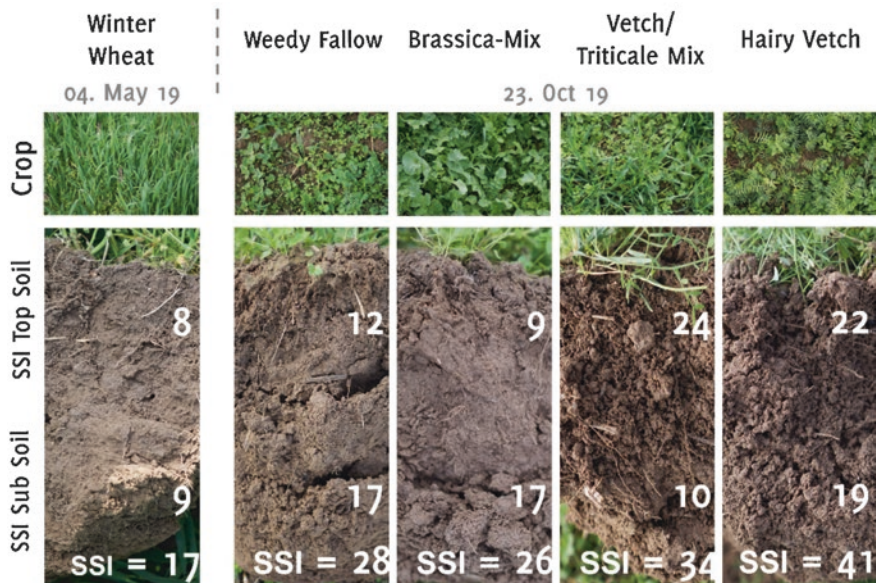 Winter
Wheat
Weedy Fallow
Brassica-Mix
Vetch/
Triticale Mix
Hairy Vetch
04. May 19
23. Oct 19
Crop
SSI Top Soil
8
12
9
24
22
SSI Sub Soil
9
17
17
10
19
SSI = 17
SSI = 28
SSI = 26
SSI = 34
SSI = 41